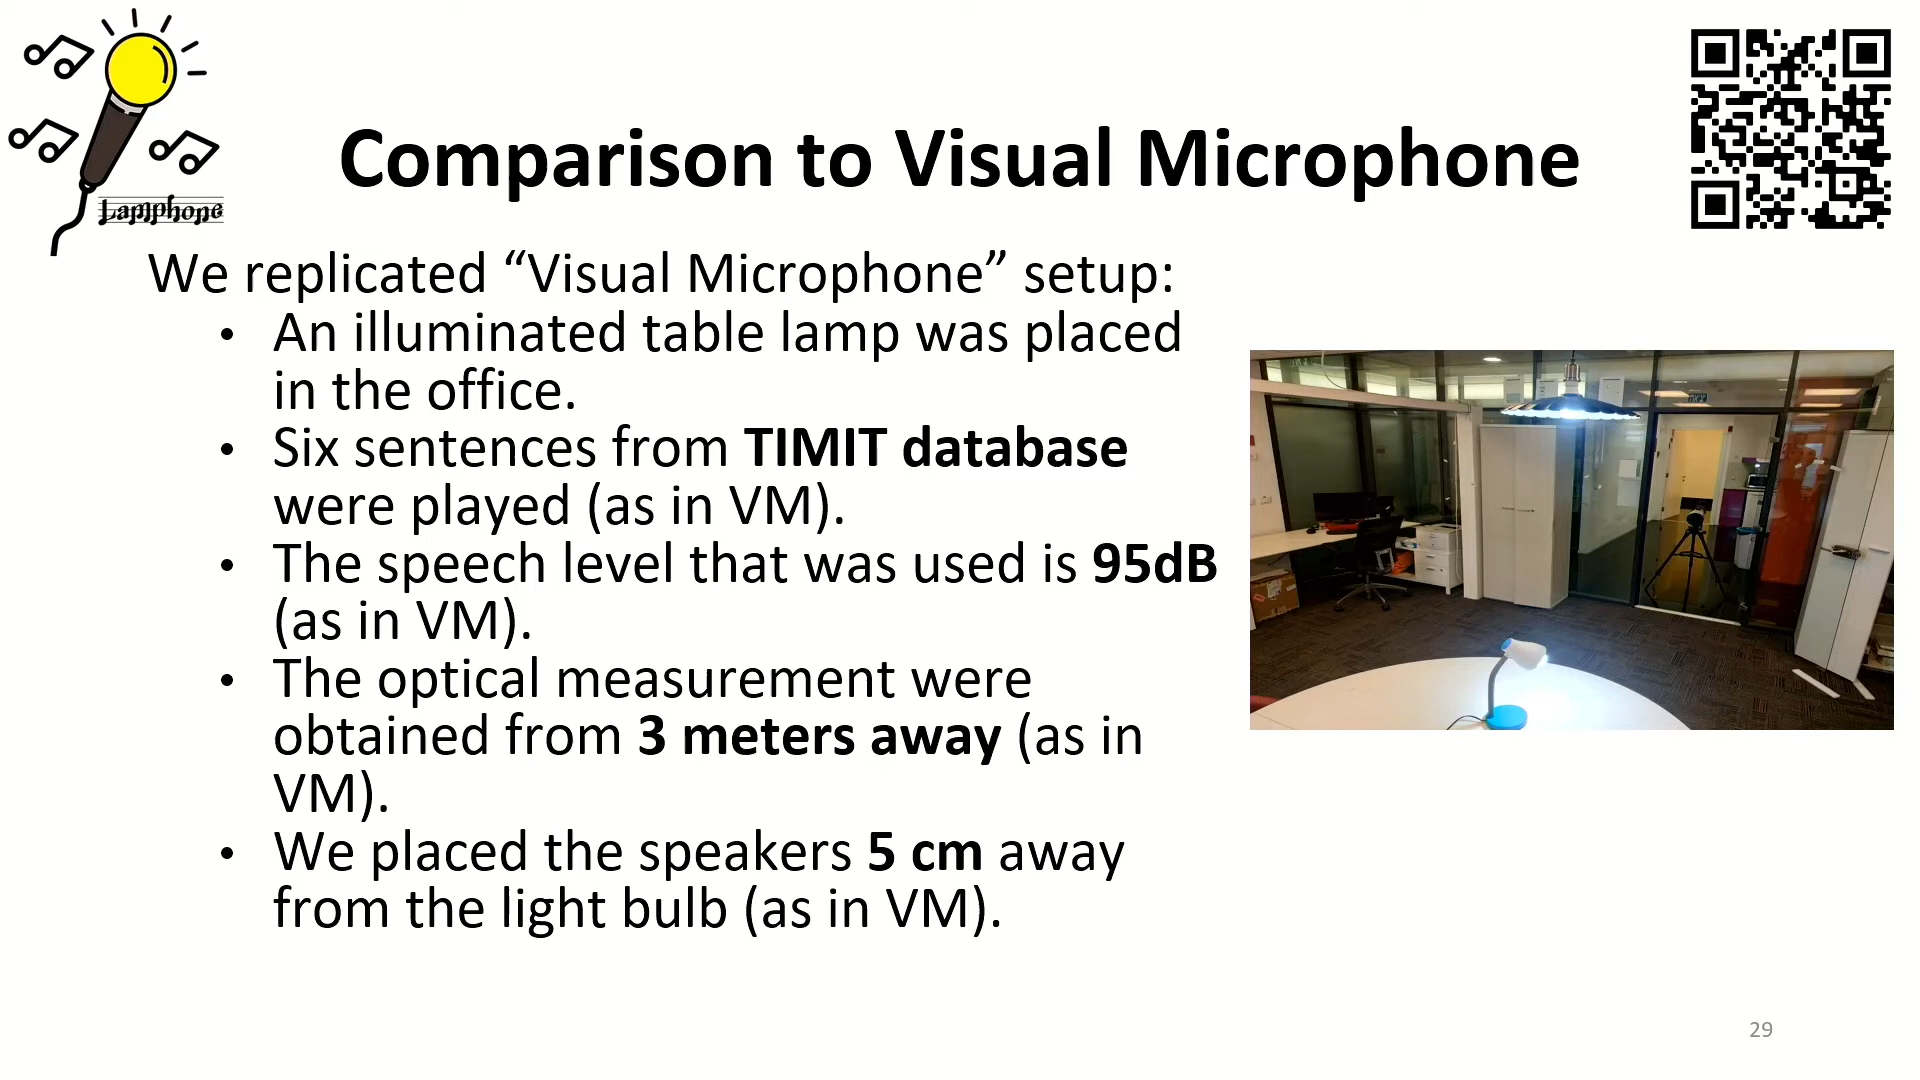 Lamphone
Comparison to Visual Microphone
We replicated “Visual Microphone” setup:
• An illuminated table lamp was placed
in the office.
• Six sentences from TIMIT database
were played (as in VM).
• The speech level that was used is 95dB
(as in VM).
• The optical measurement were
obtained from 3 meters away (as in
VM).
• We placed the speakers 5 cm away
from the light bulb (as in VM).
29